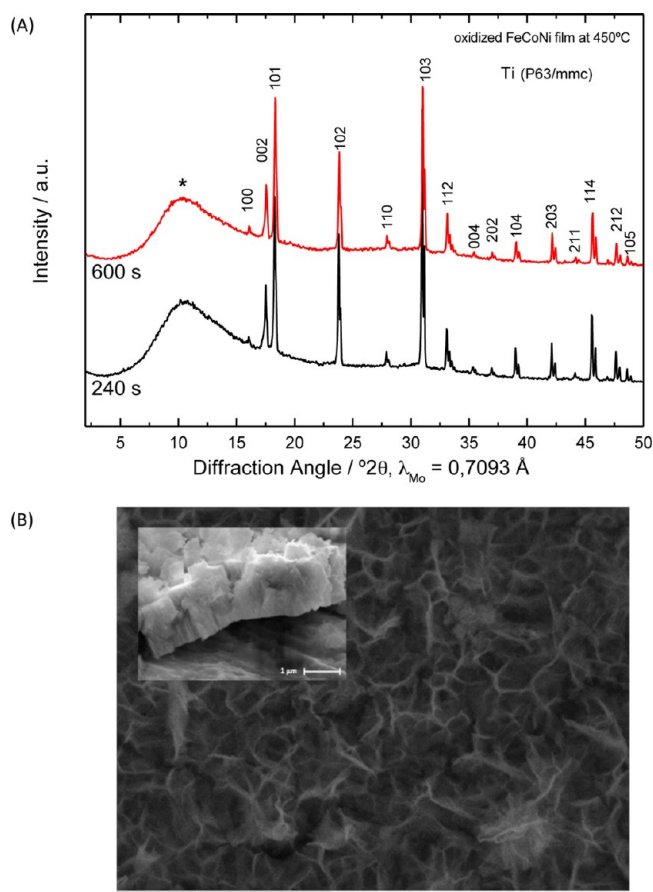 (A)
oxidized FeCoNi film at 450ºC
Ti (P63/mmc)
Intensity / a.u.
*
100
002
101
102
110
103
112
004
202
104
203
211
114
212
105
600 s
240 s
5 10 15 20 25 30 35 40 45 50
Diffraction Angle / º2θ, λMo = 0,7093 Å
(B)
1 µm